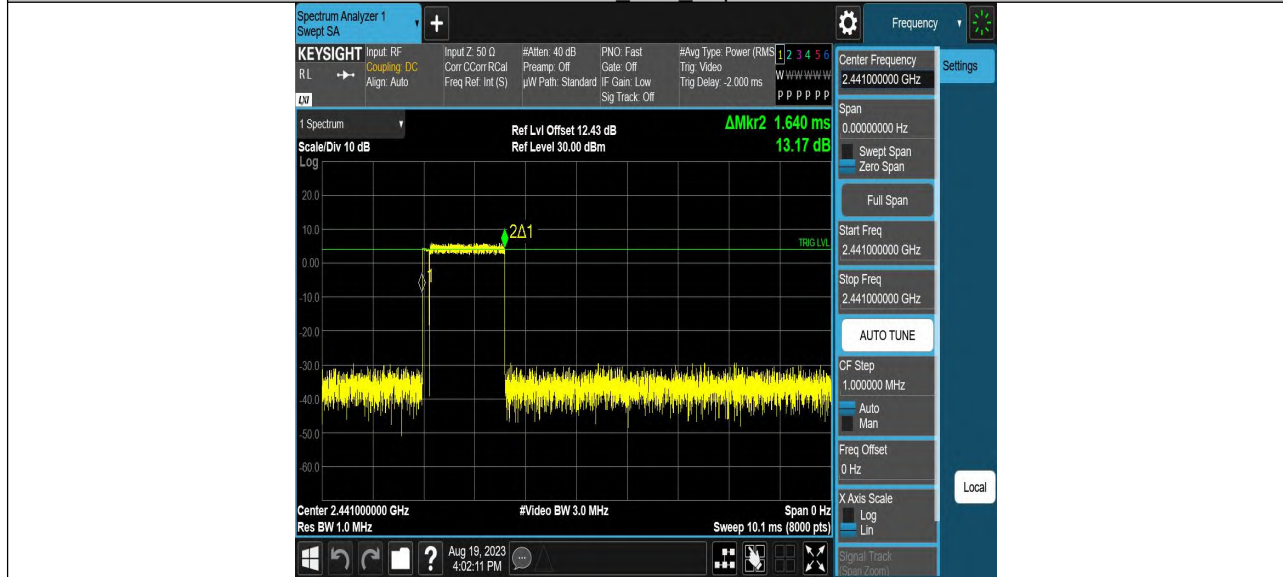 Spectrum Analyzer 1
Swept SA
+
Frequency
KEYSIGHT
RL
LXI
Input: RF
Coupling: DC
Align: Auto
Input Z: 50 Ω
Corr CCorr RCal
Freq Ref: Int (S)
#Atten: 40 dB
Preamp: Off
µW Path: Standard
PNO: Fast
Gate: Off
IF Gain: Low
Sig Track: Off
#Avg Type: Power (RMS
Trig: Video
Trig Delay: -2.000 ms
1 2 3 4 5 6
W W W W W W
P P P P P P
1 Spectrum
Scale/Div 10 dB
Log
Ref Lvl Offset 12.43 dB
Ref Level 30.00 dBm
ΔMkr2 1.640 ms
13.17 dB
20.0
10.0
0.00
-10.0
-20.0
-30.0
-40.0
-50.0
-60.0
2Δ1
1
TRIG LVL
Center 2.441000000 GHz
Res BW 1.0 MHz
#Video BW 3.0 MHz
Span 0 Hz
Sweep 10.1 ms (8000 pts)
?
Aug 19, 2023
4:02:11 PM
Center Frequency
2.441000000 GHz
Settings
Span
0.00000000 Hz
Swept Span
Zero Span
Full Span
Start Freq
2.441000000 GHz
Stop Freq
2.441000000 GHz
AUTO TUNE
CF Step
1.000000 MHz
Auto
Man
Freq Offset
0 Hz
X Axis Scale
Log
Lin
Signal Track
(Span Zoom)
Local